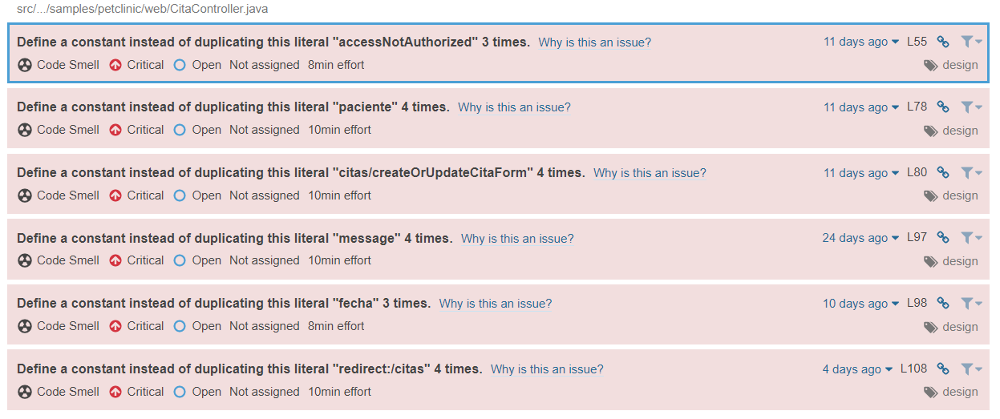 src/.../samples/petclinic/web/CitaController.java
Define a constant instead of duplicating this literal "accessNotAuthorized" 3 times. Why is this an issue? 11 days ago L55
Code Smell Critical Open Not assigned 8min effort design
Define a constant instead of duplicating this literal "paciente" 4 times. Why is this an issue? 11 days ago L78
Code Smell Critical Open Not assigned 10min effort design
Define a constant instead of duplicating this literal "citas/createOrUpdateCitaForm" 4 times. Why is this an issue? 11 days ago L80
Code Smell Critical Open Not assigned 10min effort design
Define a constant instead of duplicating this literal "message" 4 times. Why is this an issue? 24 days ago L97
Code Smell Critical Open Not assigned 10min effort design
Define a constant instead of duplicating this literal "fecha" 3 times. Why is this an issue? 10 days ago L98
Code Smell Critical Open Not assigned 8min effort design
Define a constant instead of duplicating this literal "redirect:/citas" 4 times. Why is this an issue? 4 days ago L108
Code Smell Critical Open Not assigned 10min effort design